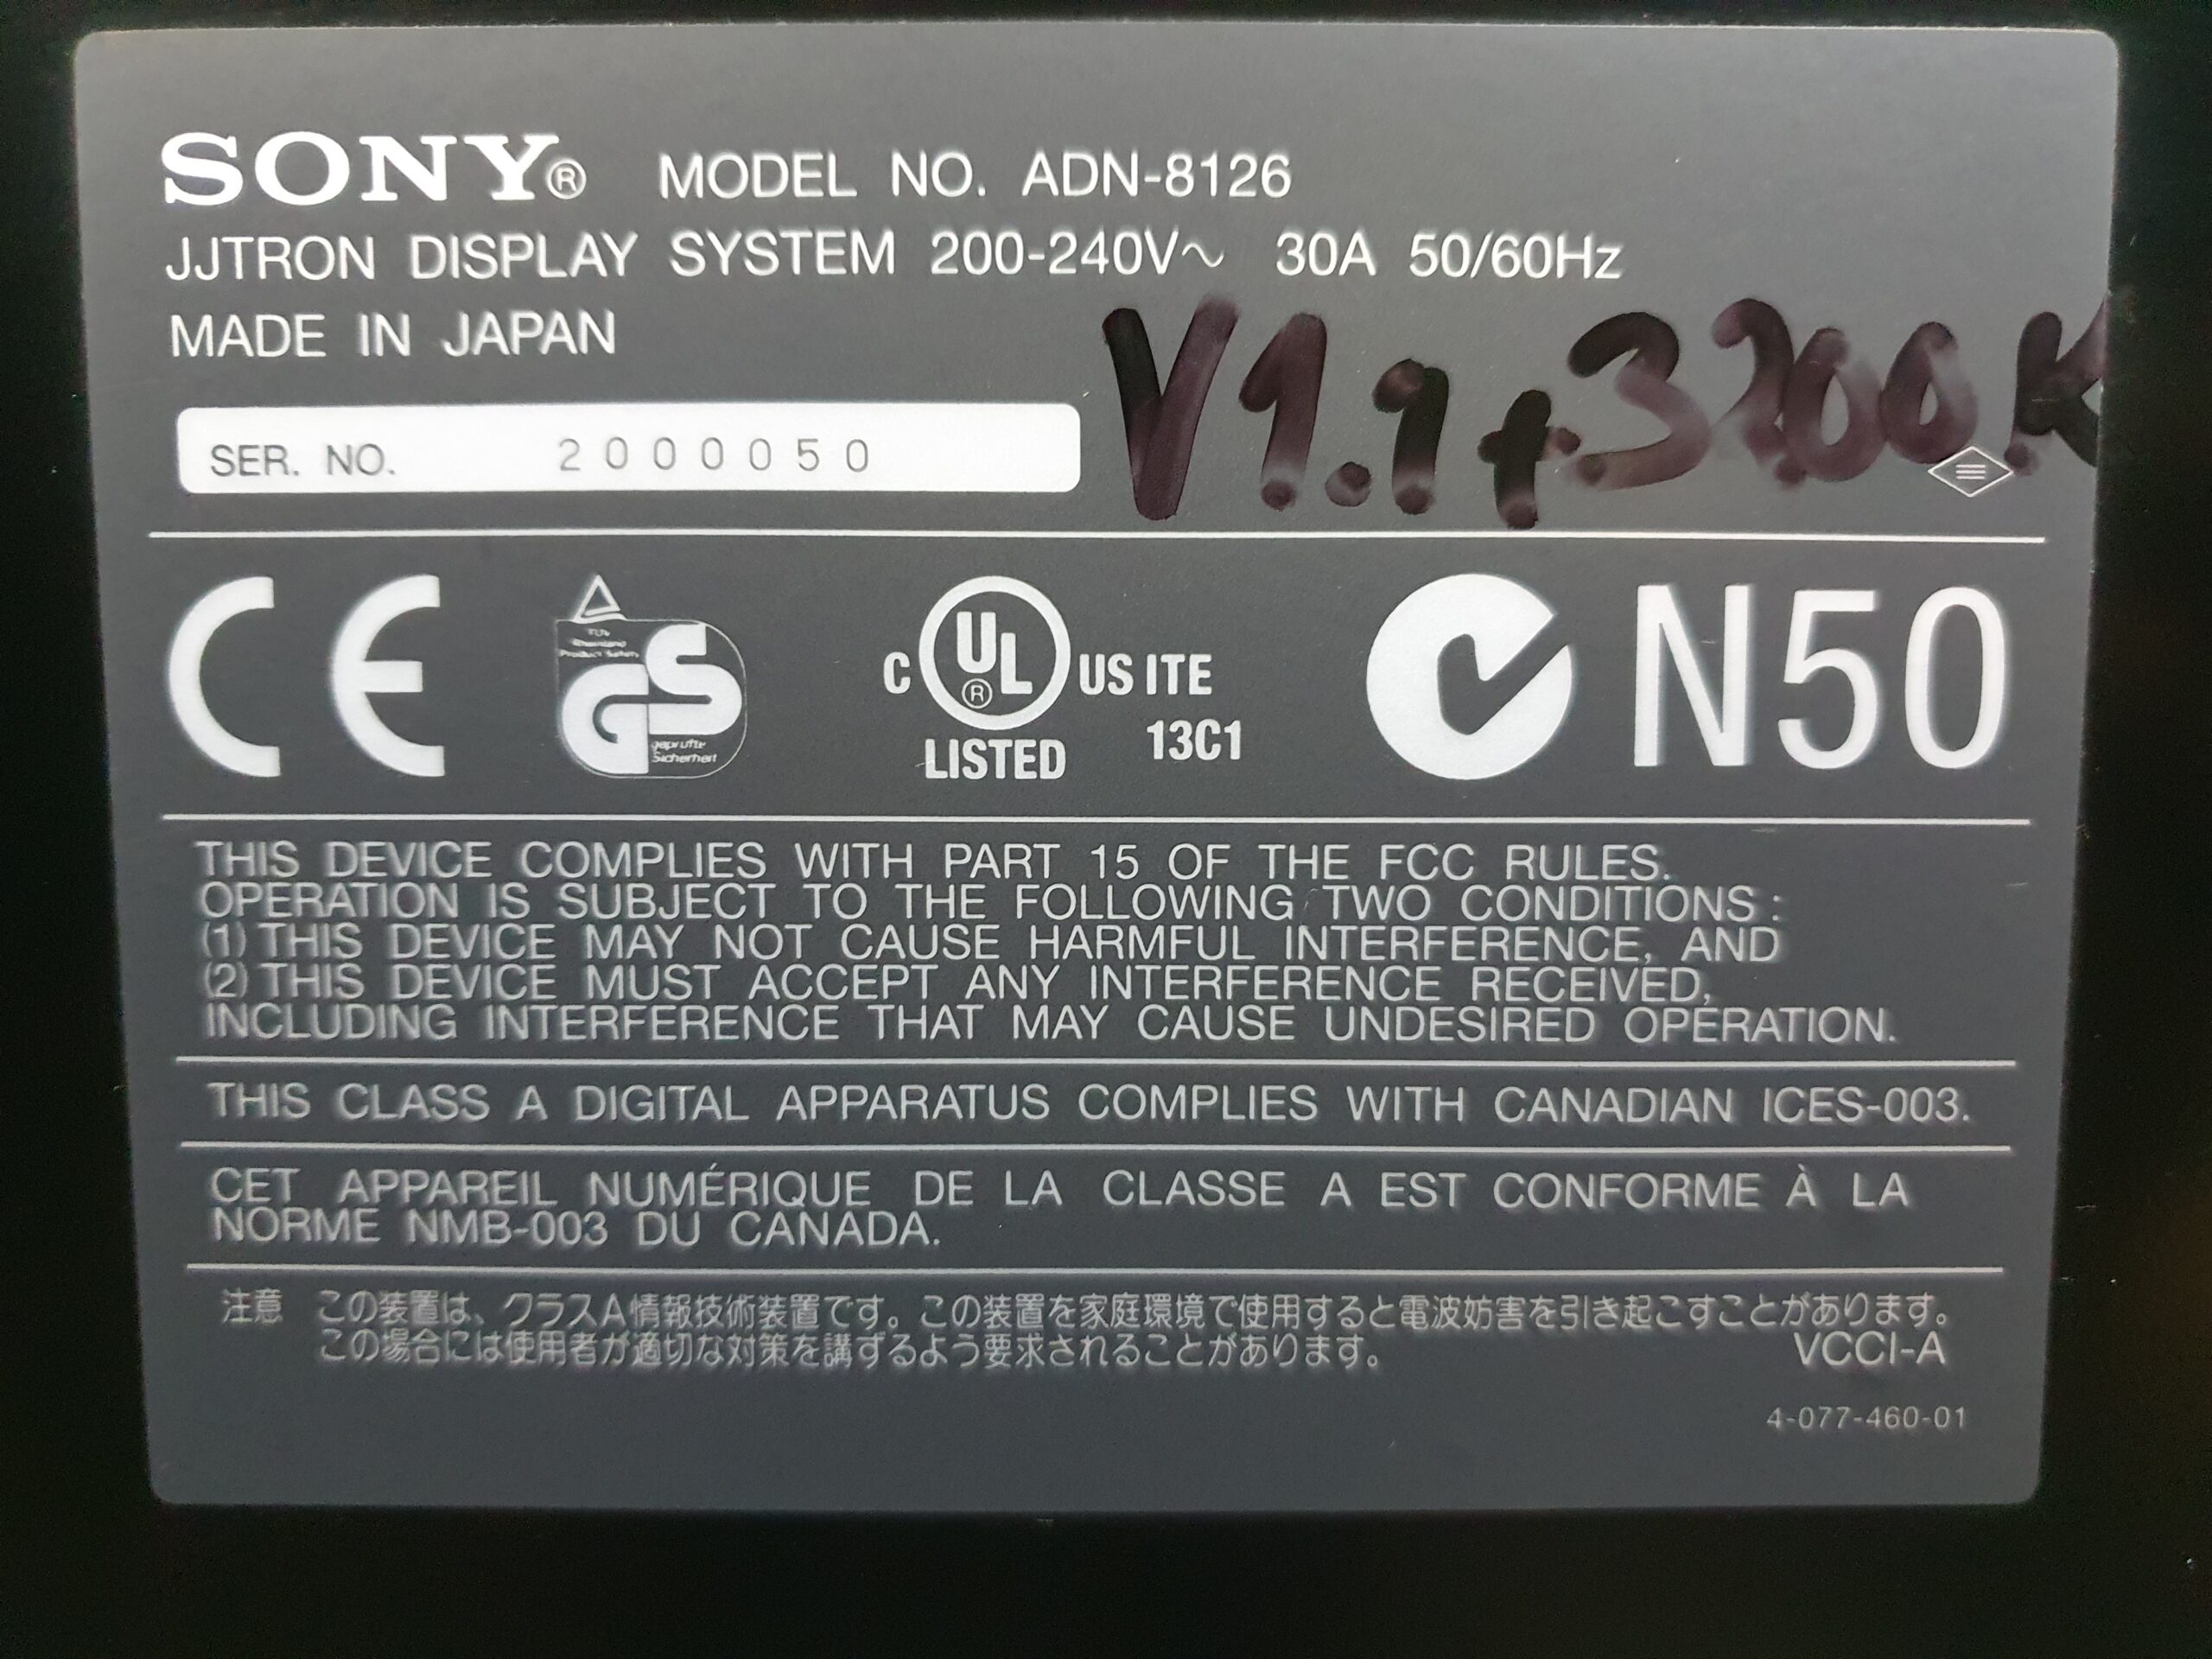 SONY® MODEL NO. ADN-8126
JJTRON DISPLAY SYSTEM 200-240V~ 30A 50/60Hz
MADE IN JAPAN
V1.1+3200K
SER. NO. 2000050
CE
TÜV
Rheinland
Product Safety
GS
geprüfte
Sicherheit
C UL® US ITE
LISTED 13C1
N50
THIS DEVICE COMPLIES WITH PART 15 OF THE FCC RULES.
OPERATION IS SUBJECT TO THE FOLLOWING TWO CONDITIONS :
(1) THIS DEVICE MAY NOT CAUSE HARMFUL INTERFERENCE, AND
(2) THIS DEVICE MUST ACCEPT ANY INTERFERENCE RECEIVED,
INCLUDING INTERFERENCE THAT MAY CAUSE UNDESIRED OPERATION.
THIS CLASS A DIGITAL APPARATUS COMPLIES WITH CANADIAN ICES-003.
CET APPAREIL NUMÉRIQUE DE LA CLASSE A EST CONFORME À LA
NORME NMB-003 DU CANADA.
注意 この装置は、クラスA情報技術装置です。この装置を家庭環境で使用すると電波妨害を引き起こすことがあります。
この場合には使用者が適切な対策を講ずるよう要求されることがあります。
VCCI-A
4-077-460-01